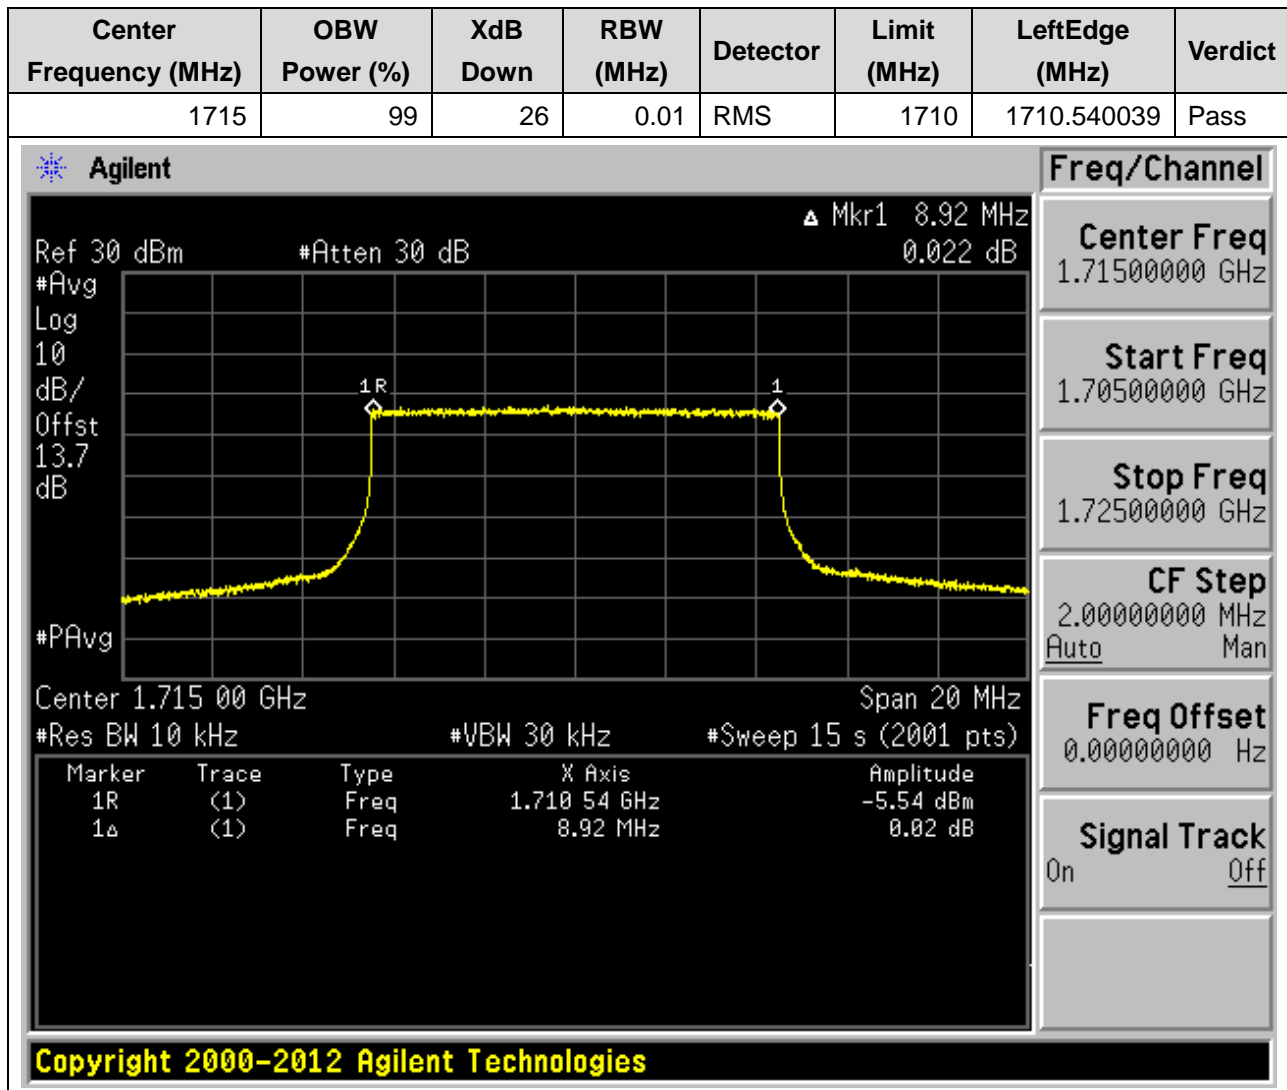 Center Frequency (MHz) OBW Power (%) XdB Down RBW (MHz) Detector Limit (MHz) LeftEdge (MHz) Verdict
1715 99 26 0.01 RMS 1710 1710.540039 Pass
Agilent
Freq/Channel
Δ Mkr1 8.92 MHz
Ref 30 dBm #Atten 30 dB 0.022 dB
#Avg
Log
10
dB/
Offst
13.7
dB
1R
1
#PAvg
Center 1.715 00 GHz Span 20 MHz
#Res BW 10 kHz #VBW 30 kHz #Sweep 15 s (2001 pts)
Marker Trace Type X Axis Amplitude
1R (1) Freq 1.710 54 GHz -5.54 dBm
1Δ (1) Freq 8.92 MHz 0.02 dB
Center Freq
1.71500000 GHz
Start Freq
1.70500000 GHz
Stop Freq
1.72500000 GHz
CF Step
2.00000000 MHz
Auto Man
Freq Offset
0.00000000 Hz
Signal Track
On Off
Copyright 2000-2012 Agilent Technologies